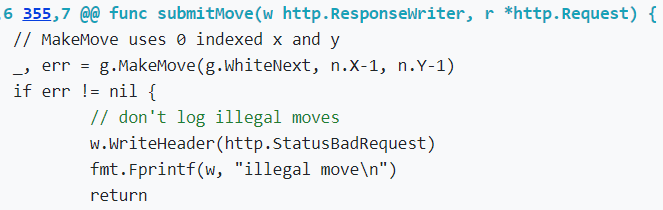 6 355,7 @@ func submitMove(w http.ResponseWriter, r *http.Request) {
// MakeMove uses 0 indexed x and y
_, err = g.MakeMove(g.WhiteNext, n.X-1, n.Y-1)
if err != nil {
// don't log illegal moves
w.WriteHeader(http.StatusBadRequest)
fmt.Fprintf(w, "illegal move\n")
return